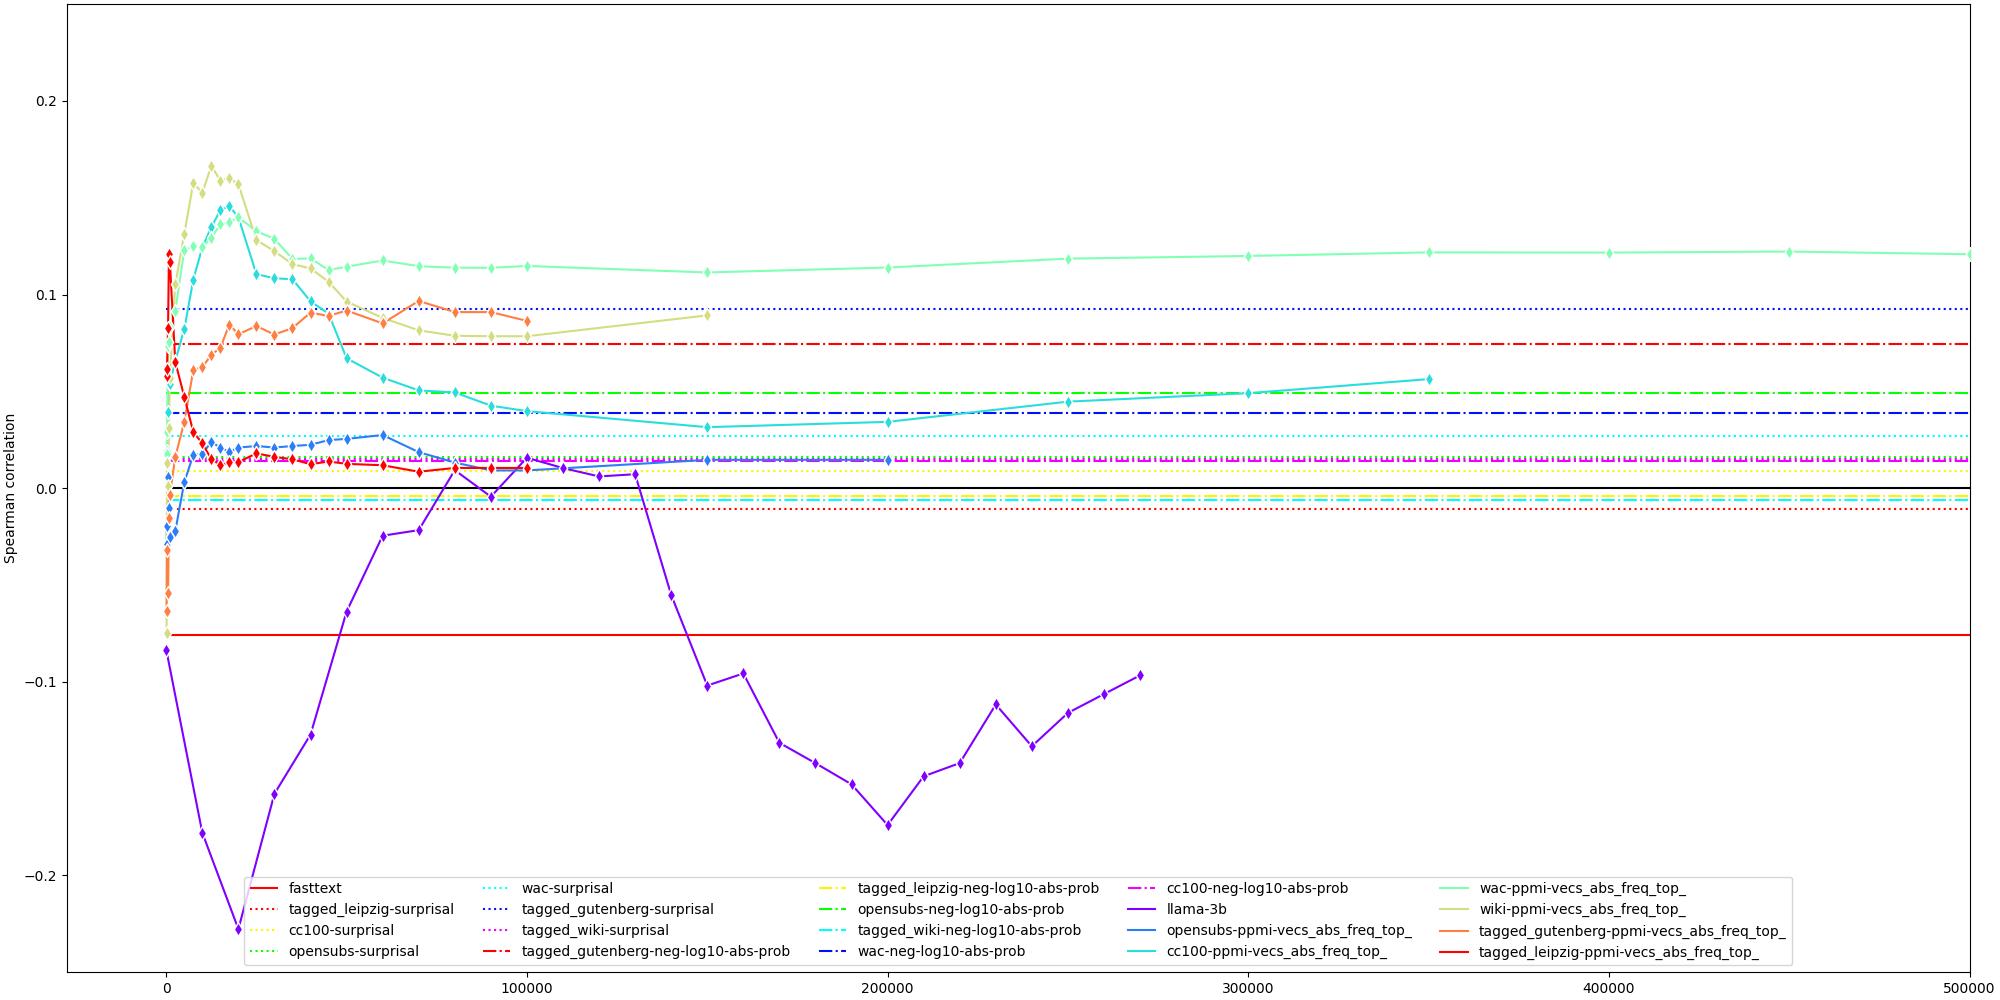 0.2
0.1
0.0
−0.1
−0.2
Spearman correlation
fasttext
tagged_leipzig-surprisal
cc100-surprisal
opensubs-surprisal
wac-surprisal
tagged_gutenberg-surprisal
tagged_wiki-surprisal
tagged_gutenberg-neg-log10-abs-prob
tagged_leipzig-neg-log10-abs-prob
opensubs-neg-log10-abs-prob
tagged_wiki-neg-log10-abs-prob
wac-neg-log10-abs-prob
cc100-neg-log10-abs-prob
llama-3b
opensubs-ppmi-vecs_abs_freq_top_
cc100-ppmi-vecs_abs_freq_top_
wac-ppmi-vecs_abs_freq_top_
wiki-ppmi-vecs_abs_freq_top_
tagged_gutenberg-ppmi-vecs_abs_freq_top_
tagged_leipzig-ppmi-vecs_abs_freq_top_
0 100000 200000 300000 400000 500000